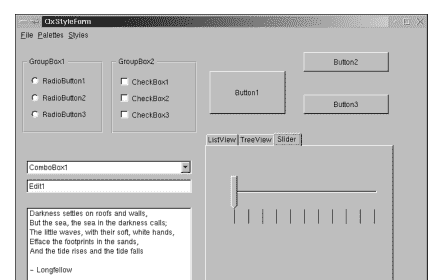 QxStyleForm
File Palettes Styles
GroupBox1
RadioButton1
RadioButton2
RadioButton3
GroupBox2
CheckBox1
CheckBox2
CheckBox3
Button1
Button2
Button3
ListView TreeView Slider
ComboBox1
Edit1
Darkness settles on roofs and walls,
But the sea, the sea in the darkness calls;
The little waves, with their soft, white hands,
Efface the footprints in the sands,
And the tide rises and the tide falls
- Longfellow